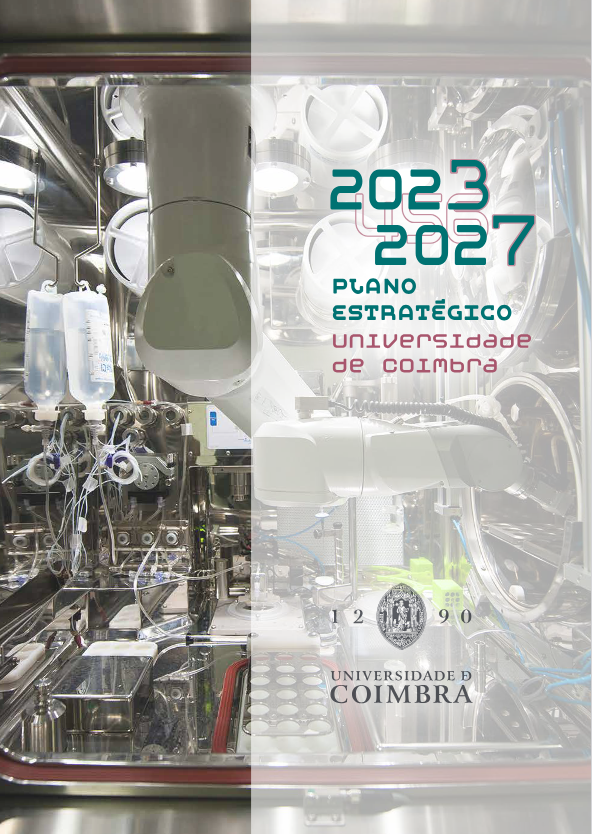 2023
2027
PLANO
ESTRATÉGICO
UNIVERSIDADE
DE COIMBRA
1 2 9 0
UNIVERSIDADE Ð
COIMBRA